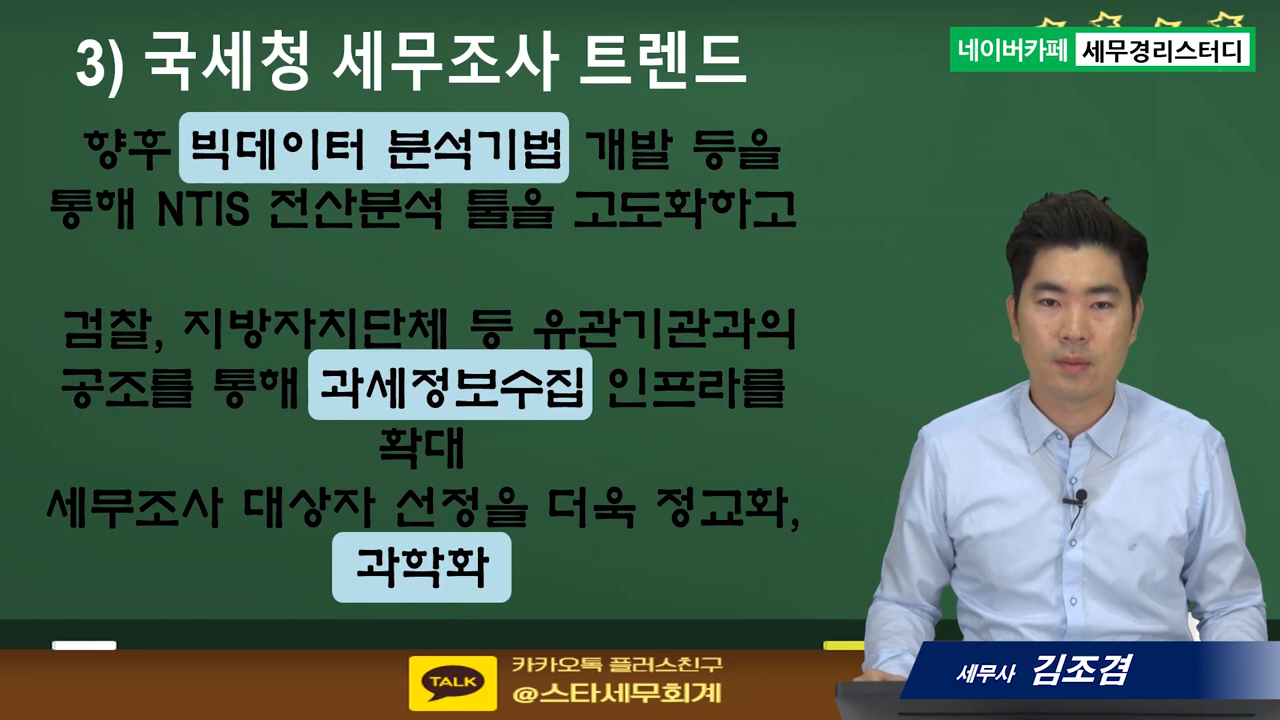 3) 국세청 세무조사 트렌드
향후 빅데이터 분석기법 개발 등을
통해 NTIS 전산분석 툴을 고도화하고
검찰, 지방자치단체 등 유관기관과의
공조를 통해 과세정보수집 인프라를
확대
세무조사 대상자 선정을 더욱 정교화,
과학화
네이버카페 세무경리스터디
TALK
카카오톡 플러스친구
@스타세무회계
세무사 김조겸